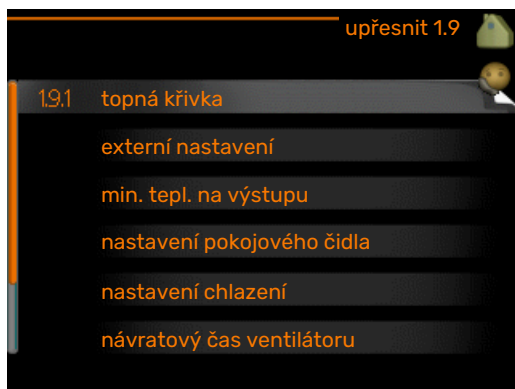 upřesnit 1.9
1.9.1 topná křivka
externí nastavení
min. tepl. na výstupu
nastavení pokojového čidla
nastavení chlazení
návratový čas ventilátoru